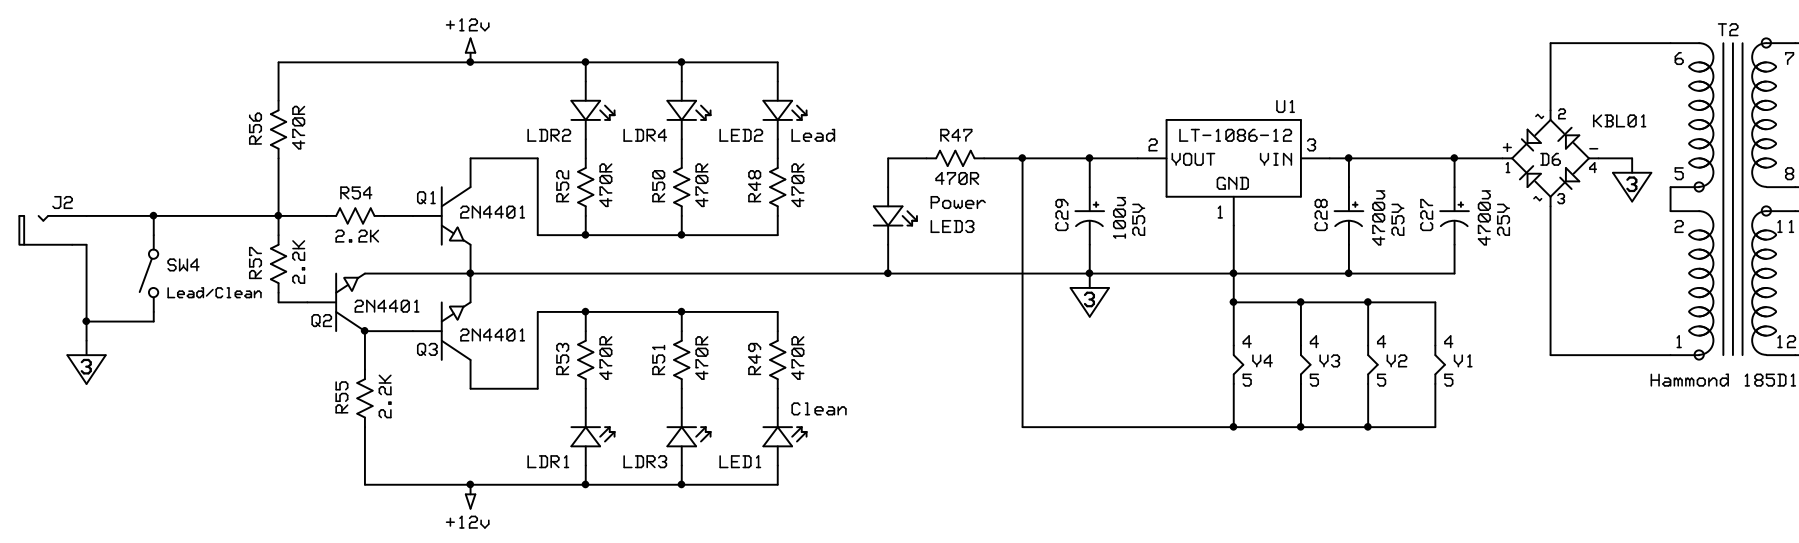 +12v
T2
6
7
R56
470R
LDR2
LDR4
LED2
Lead
R52
470R
R50
470R
R48
470R
J2
R54
2.2K
Q1
2N4401
R57
2.2K
SW4
Lead/Clean
Q2
2N4401
2N4401
Q3
R55
2.2K
3
R53
470R
R51
470R
R49
470R
Clean
LDR1
LDR3
LED1
+12v
R47
470R
Power
LED3
C29
+
100u
25V
3
U1
LT-1086-12
2
VOUT
VIN
3
GND
1
C28
+
4700u
25V
C27
+
4700u
25V
4
V4
5
4
V3
5
4
V2
5
4
V1
5
~
2
KBL01
+
D6
-
1
4
~
3
3
5
8
2
11
1
12
Hammond 185D1